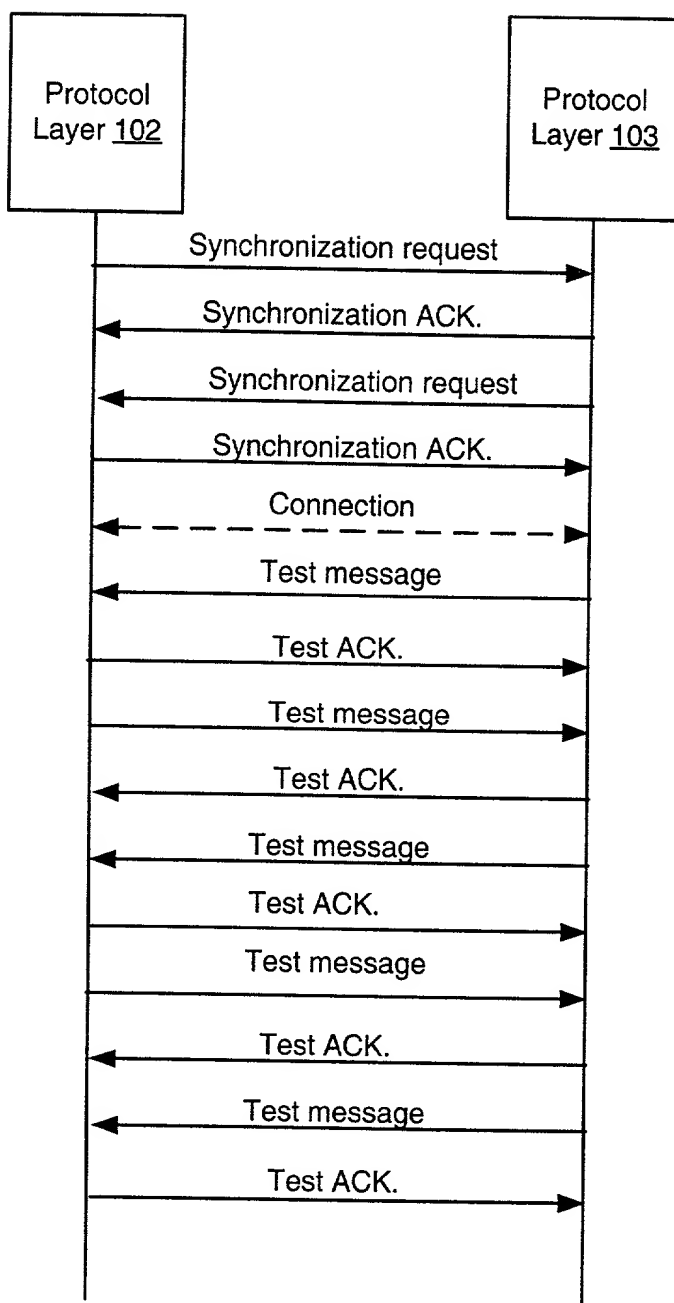 Protocol
Layer 102
Protocol
Layer 103
Synchronization request
Synchronization ACK.
Synchronization request
Synchronization ACK.
Connection
Test message
Test ACK.
Test message
Test ACK.
Test message
Test ACK.
Test message
Test ACK.
Test message
Test ACK.